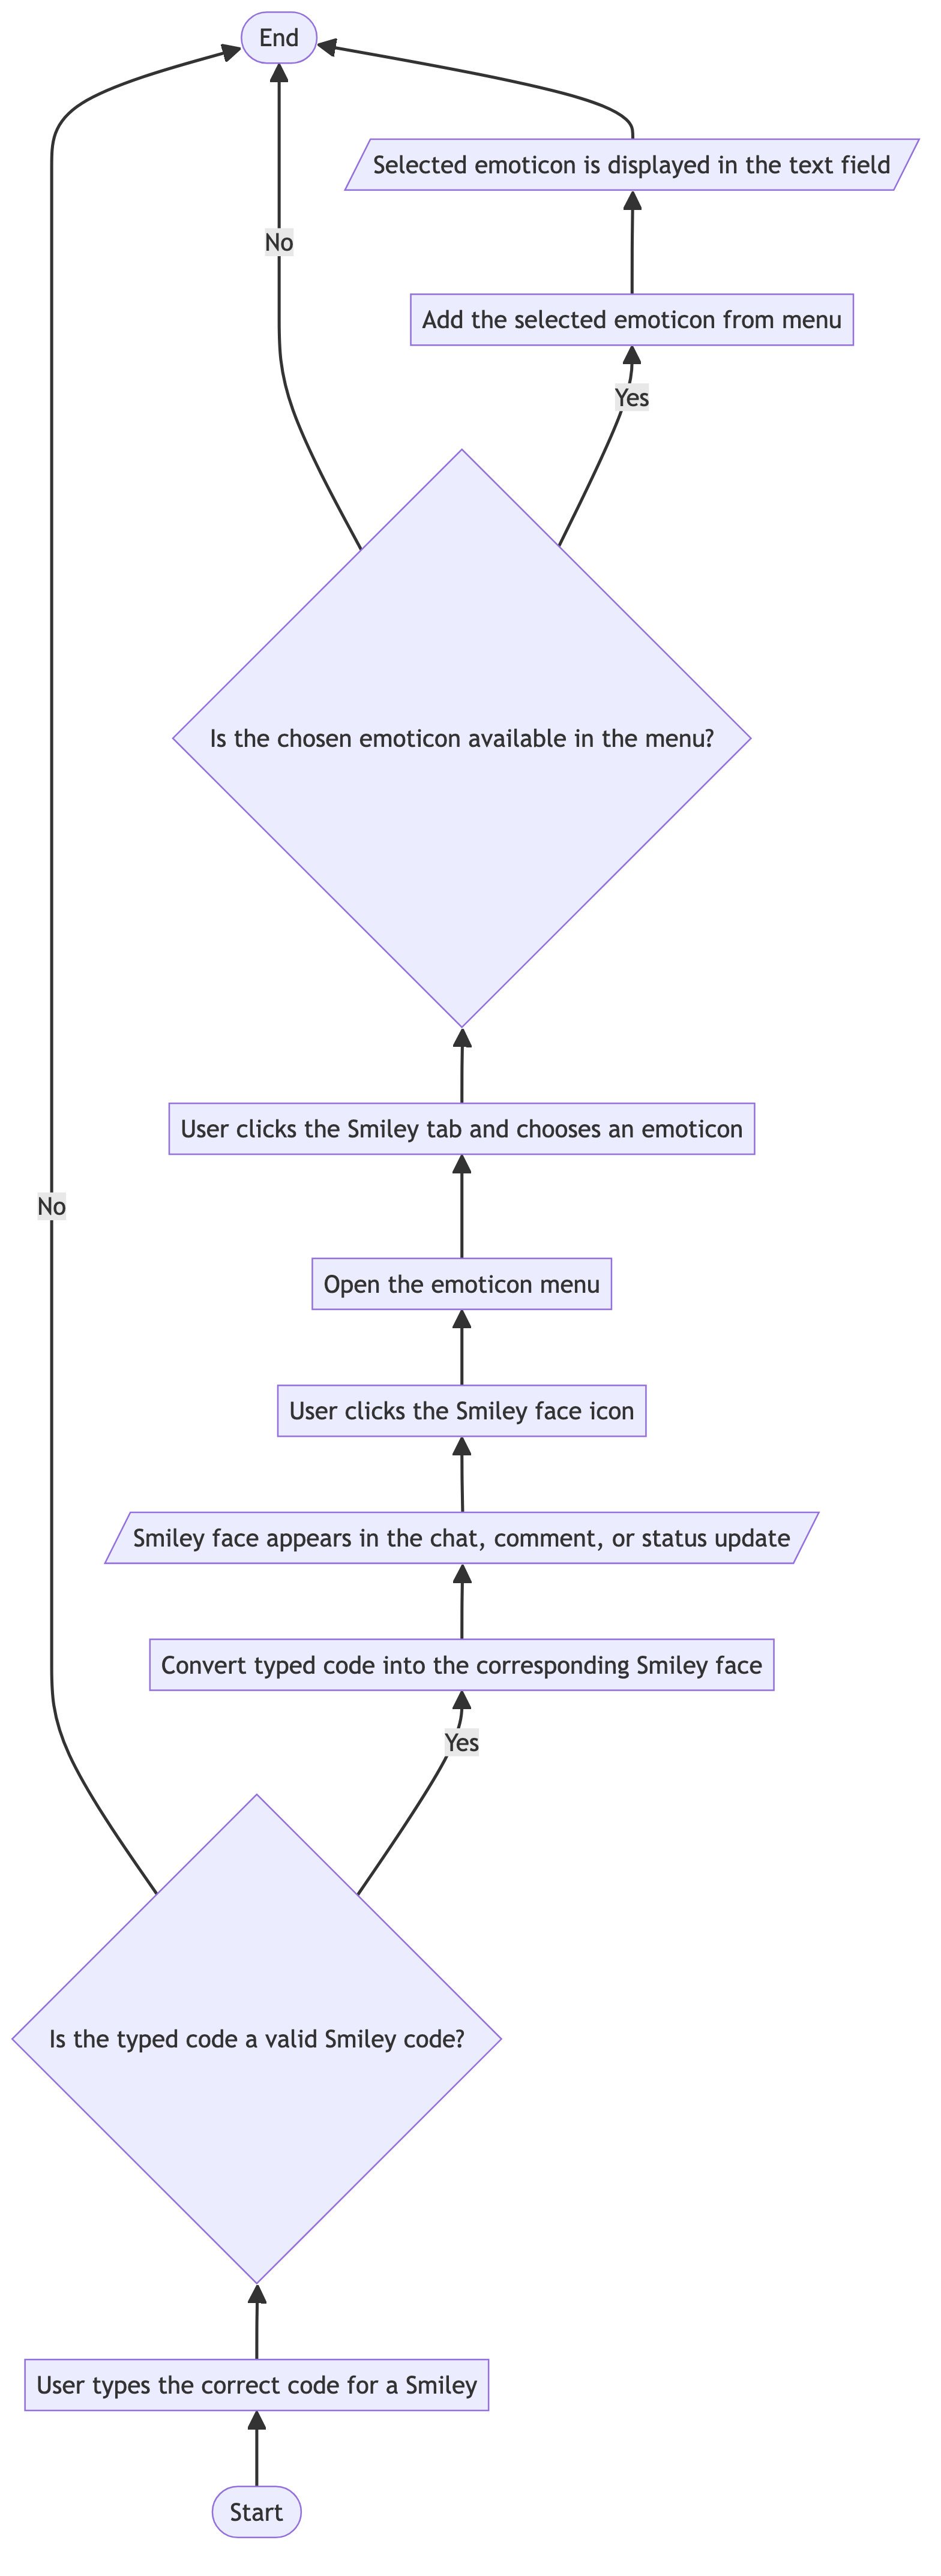 End
Selected emoticon is displayed in the text field
No
Add the selected emoticon from menu
Yes
Is the chosen emoticon available in the menu?
User clicks the Smiley tab and chooses an emoticon
No
Open the emoticon menu
User clicks the Smiley face icon
Smiley face appears in the chat, comment, or status update
Convert typed code into the corresponding Smiley face
Yes
Is the typed code a valid Smiley code?
User types the correct code for a Smiley
Start